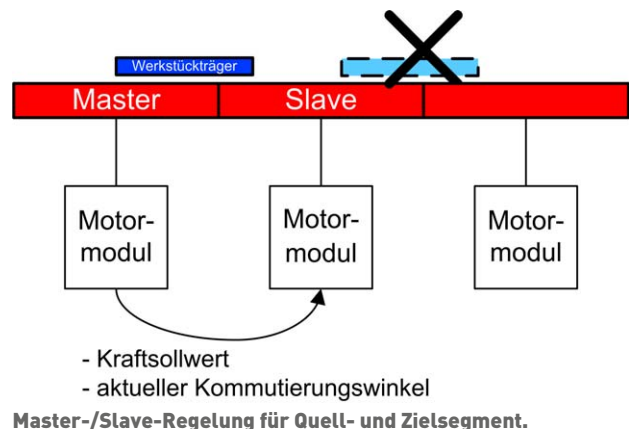 Werkstückträger
Master Slave
Motor-
modul
Motor-
modul
Motor-
modul
- Kraftsollwert
- aktueller Kommutierungswinkel
Master-/Slave-Regelung für Quell- und Zielsegment.